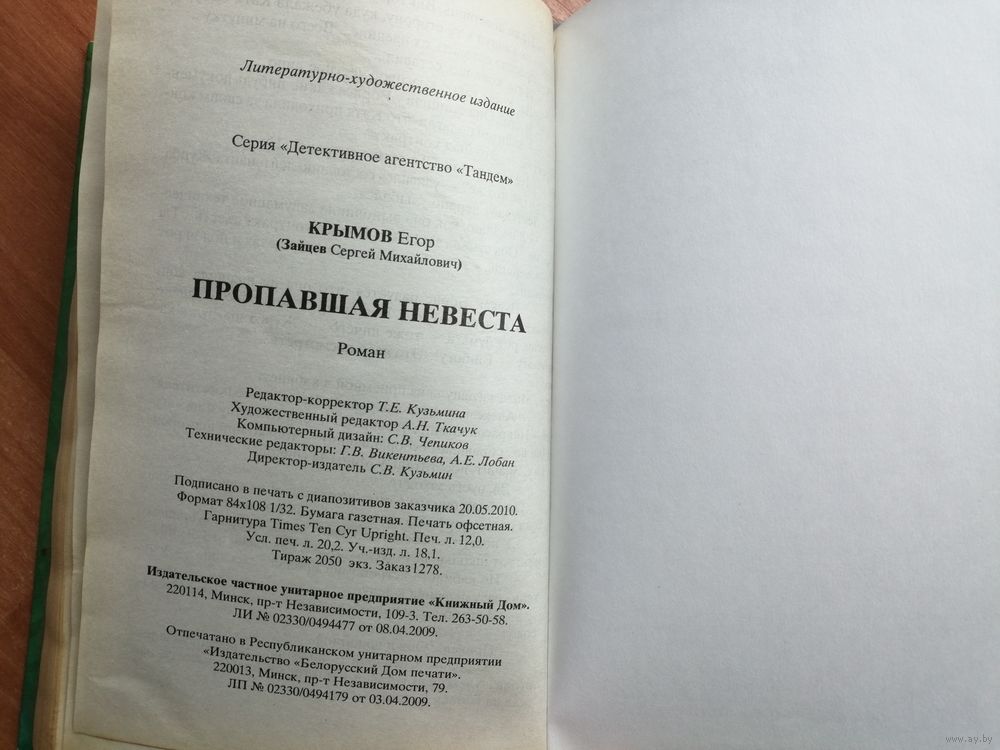 Литературно-художественное издание
Серия «Детективное агентство «Тандем»
КРЫМОВ Егор
(Зайцев Сергей Михайлович)
ПРОПАВШАЯ НЕВЕСТА
Роман
Редактор-корректор Т.Е. Кузьмина
Художественный редактор А.Н. Ткачук
Компьютерный дизайн: С.В. Чепиков
Технические редакторы: Г.В. Викентьева, А.Е. Лобан
Директор-издатель С.В. Кузьмин
Подписано в печать с диапозитивов заказчика 20.05.2010.
Формат 84х108 1/32. Бумага газетная. Печать офсетная.
Гарнитура Times Ten Cyr Upright. Печ. л. 12,0.
Усл. печ. л. 20,2. Уч.-изд. л. 18,1.
Тираж 2050 экз. Заказ 1278.
Издательское частное унитарное предприятие «Книжный Дом».
220114, Минск, пр-т Независимости, 109-3. Тел. 263-50-58.
ЛИ № 02330/0494477 от 08.04.2009.
Отпечатано в Республиканском унитарном предприятии
«Издательство «Белорусский Дом печати».
220013, Минск, пр-т Независимости, 79.
ЛП № 02330/0494179 от 03.04.2009.
www.ay.by